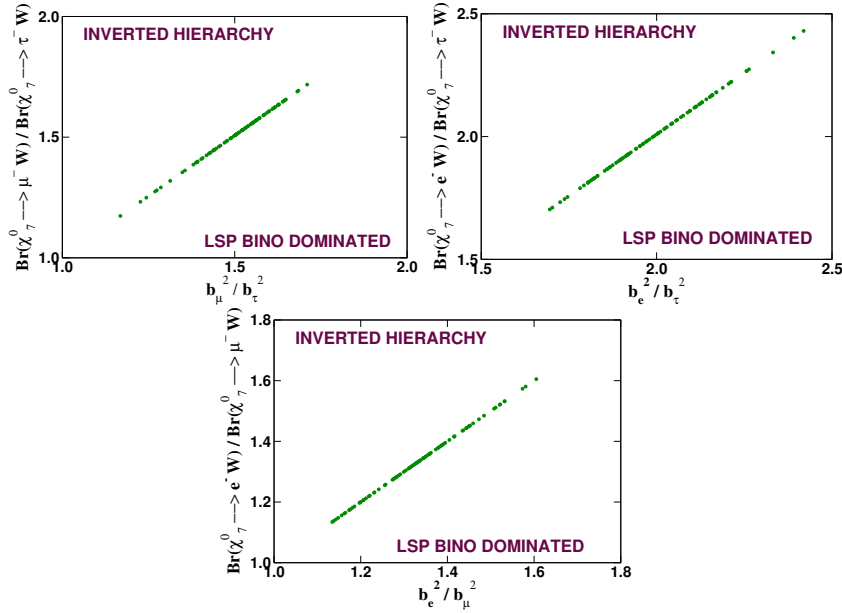 Br(χ⁰₇ —> μ⁻ W) / Br(χ⁰₇ —> τ⁻ W)
2.0
1.5
1.0
INVERTED HIERARCHY
LSP BINO DOMINATED
1.0 1.5 2.0
b_μ² / b_τ²
Br(χ⁰₇ —> e⁻ W) / Br(χ⁰₇ —> τ⁻ W)
2.5
2.0
1.5
INVERTED HIERARCHY
LSP BINO DOMINATED
1.5 2.0 2.5
b_e² / b_τ²
Br(χ⁰₇ —> e⁻ W) / Br(χ⁰₇ —> μ⁻ W)
1.8
1.6
1.4
1.2
1.0
INVERTED HIERARCHY
LSP BINO DOMINATED
1.0 1.2 1.4 1.6 1.8
b_e² / b_μ²